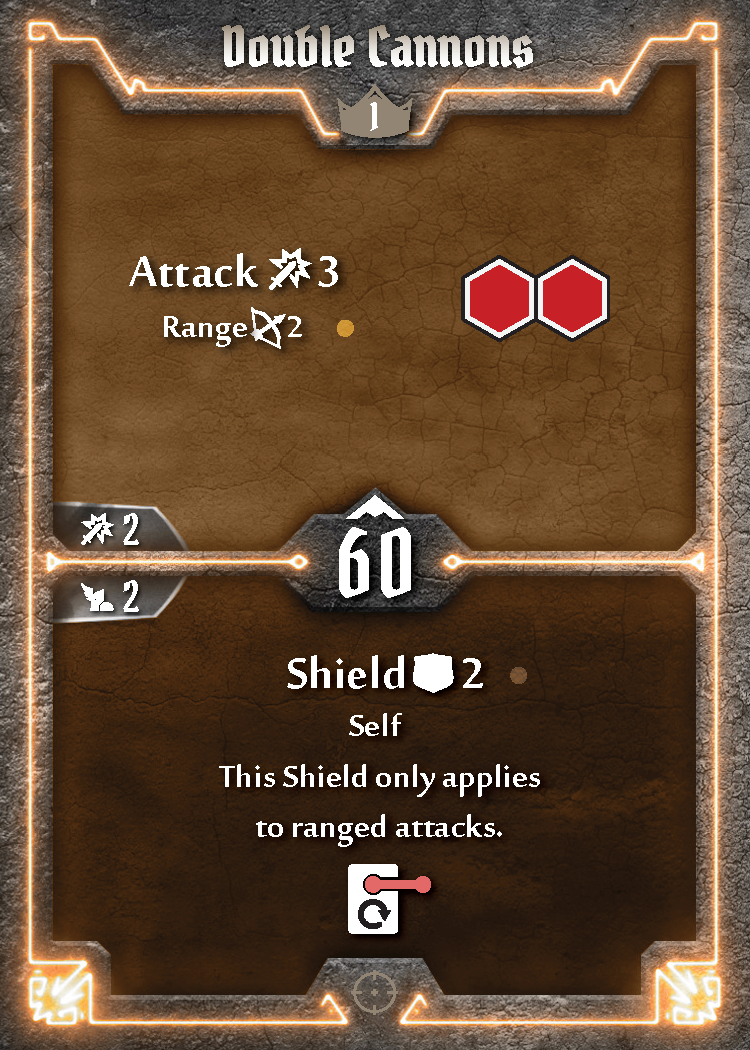 Double Cannons
1
Attack 3
Range 2
2
60
2
Shield 2
Self
This Shield only applies
to ranged attacks.